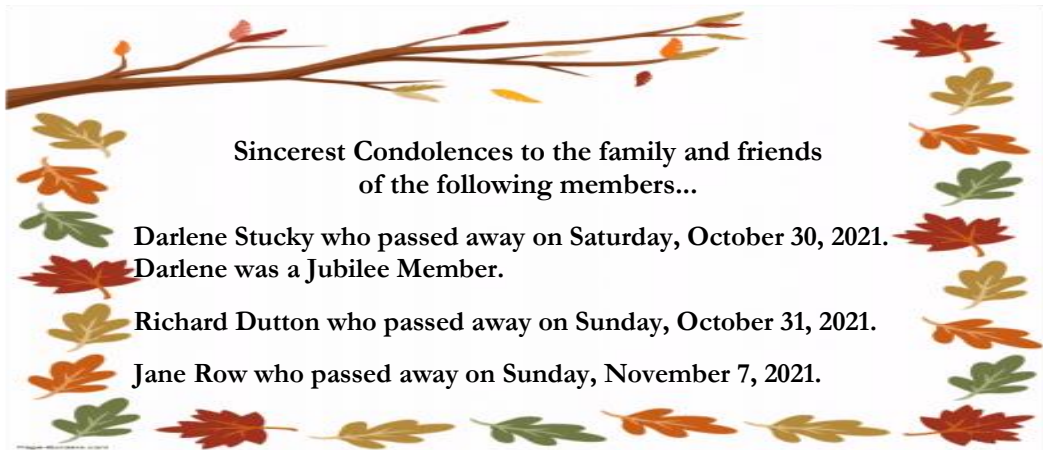 Sincerest Condolences to the family and friends
of the following members...
Darlene Stucky who passed away on Saturday, October 30, 2021.
Darlene was a Jubilee Member.
Richard Dutton who passed away on Sunday, October 31, 2021.
Jane Row who passed away on Sunday, November 7, 2021.